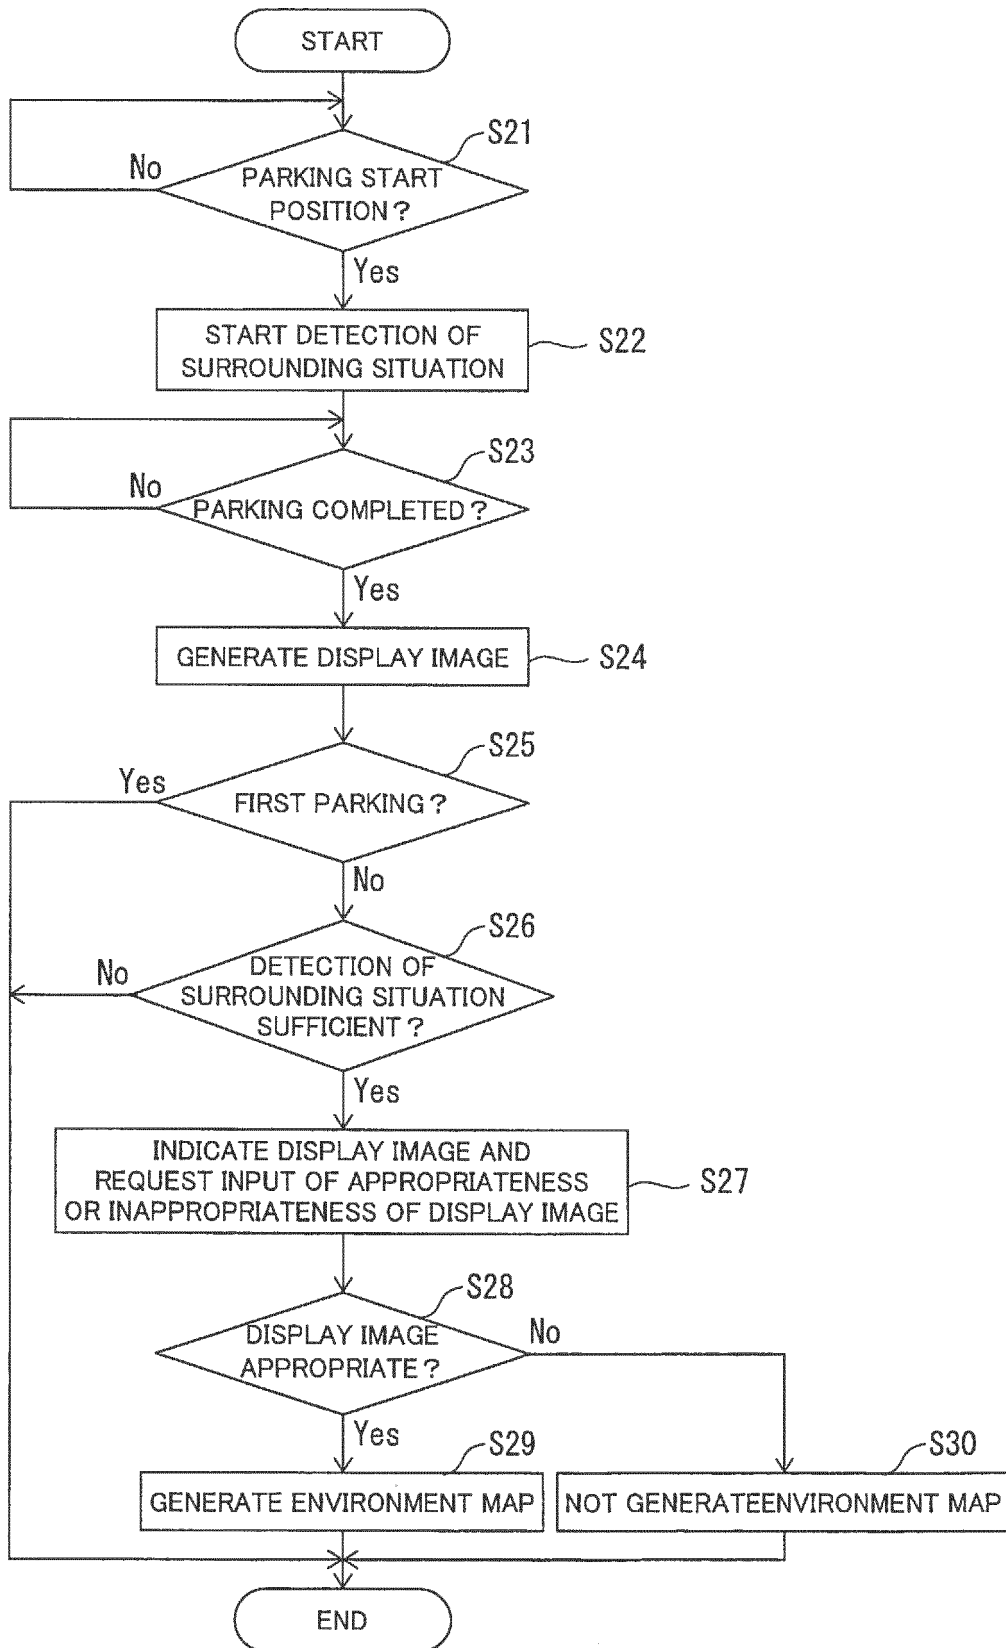 START
S21
No
PARKING START
POSITION?
Yes
START DETECTION OF
SURROUNDING SITUATION
S22
S23
No
PARKING COMPLETED?
Yes
GENERATE DISPLAY IMAGE
S24
S25
Yes
FIRST PARKING?
No
S26
No
DETECTION OF
SURROUNDING SITUATION
SUFFICIENT?
Yes
INDICATE DISPLAY IMAGE AND
REQUEST INPUT OF APPROPRIATENESS
OR INAPPROPRIATENESS OF DISPLAY IMAGE
S27
S28
DISPLAY IMAGE
APPROPRIATE?
No
Yes
S29
S30
GENERATE ENVIRONMENT MAP
NOT GENERATEENVIRONMENT MAP
END